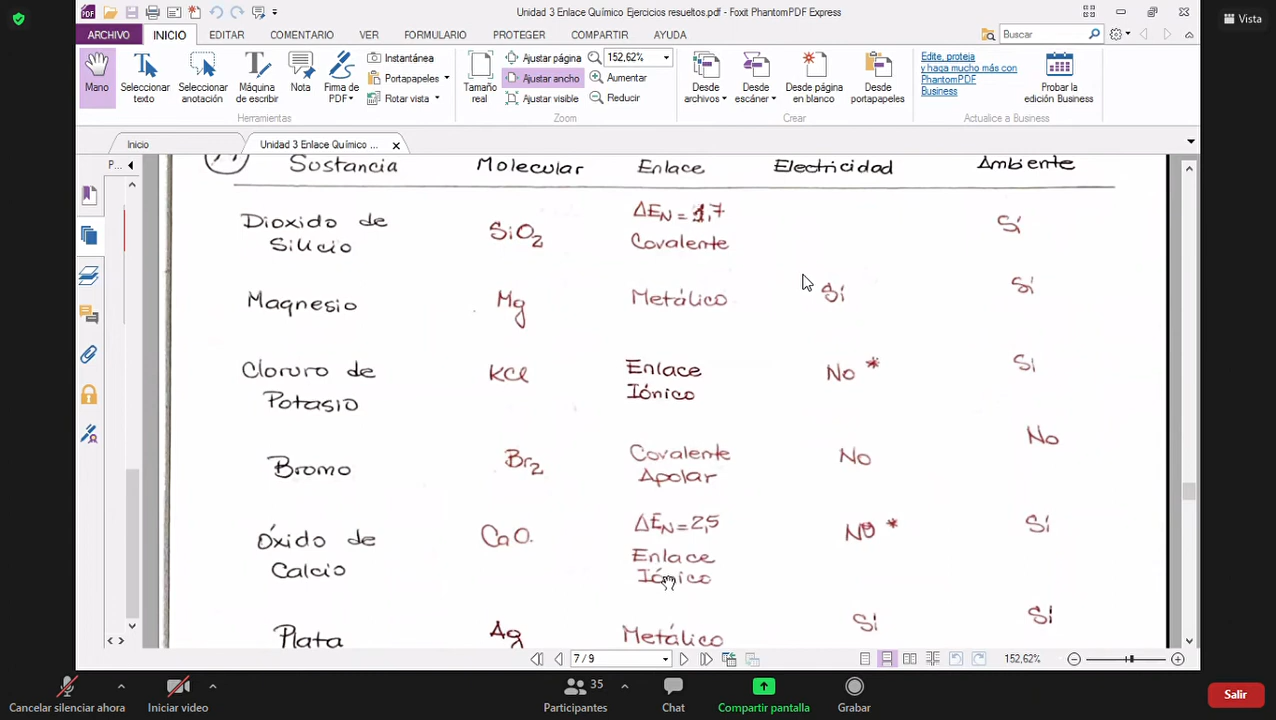 Unidad 3 Enlace Químico Ejercicios resueltos.pdf - Foxit PhantomPDF Express
Vista
ARCHIVO INICIO EDITAR COMENTARIO VER FORMULARIO PROTEGER COMPARTIR AYUDA
Buscar
Mano
Seleccionar texto
Seleccionar anotación
Máquina de escribir
Nota
Fima de PDF
Instantánea
Portapapeles
Rotar vista
Herramientas
Tamaño real
Ajustar página
Ajustar ancho
Ajustar visible
152,62%
Aumentar
Reducir
Zoom
Desde archivos
Desde escáner
Desde página en blanco
Desde portapapeles
Crear
Edite, proteja
y haga mucho más con
PhantomPDF
Business
Probar la edición Business
Actualice a Business
Inicio
Unidad 3 Enlace Químico ...
P...
Sustancia Molecular Enlace Electricidad Ambiente
Dioxido de Silicio SiO2 ΔEN = 1,7 Covalente Sí
Magnesio Mg Metálico Sí Sí
Cloruro de Potasio KCl Enlace Iónico No * Si
Bromo Br2 Covalente Apolar No No
Óxido de Calcio CaO. ΔEN = 2,5 Enlace Iónico No * Sí
Plata Ag Metálico Sí Sí
7 / 9
152,62%
Cancelar silenciar ahora
Iniciar video
35
Participantes
Chat
Compartir pantalla
Grabar
Salir